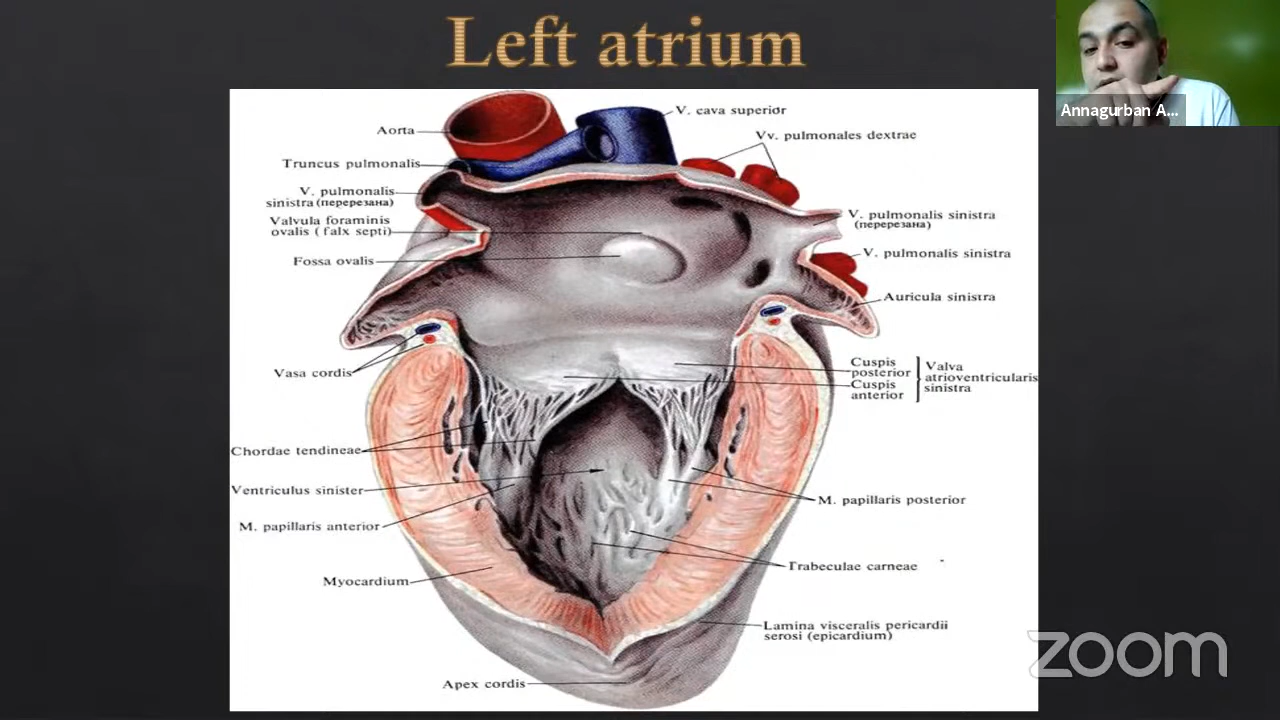 Left atrium
Annagurban A...
V. cava superior
Aorta
Vv. pulmonales dextrae
Truncus pulmonalis
V. pulmonalis
sinistra (перерезана)
Valvula foraminis
ovalis ( falx septi)
V. pulmonalis sinistra
(перерезана)
Fossa ovalis
V. pulmonalis sinistra
Auricula sinistra
Vasa cordis
Cuspis
posterior
Cuspis
anterior
Valva
atrioventricularis
sinistra
Chordae tendineae
Ventriculus sinister
M. papillaris posterior
M. papillaris anterior
Trabeculae carneae
Myocardium
Lamina visceralis pericardii
serosi (epicardium)
Apex cordis
zoom